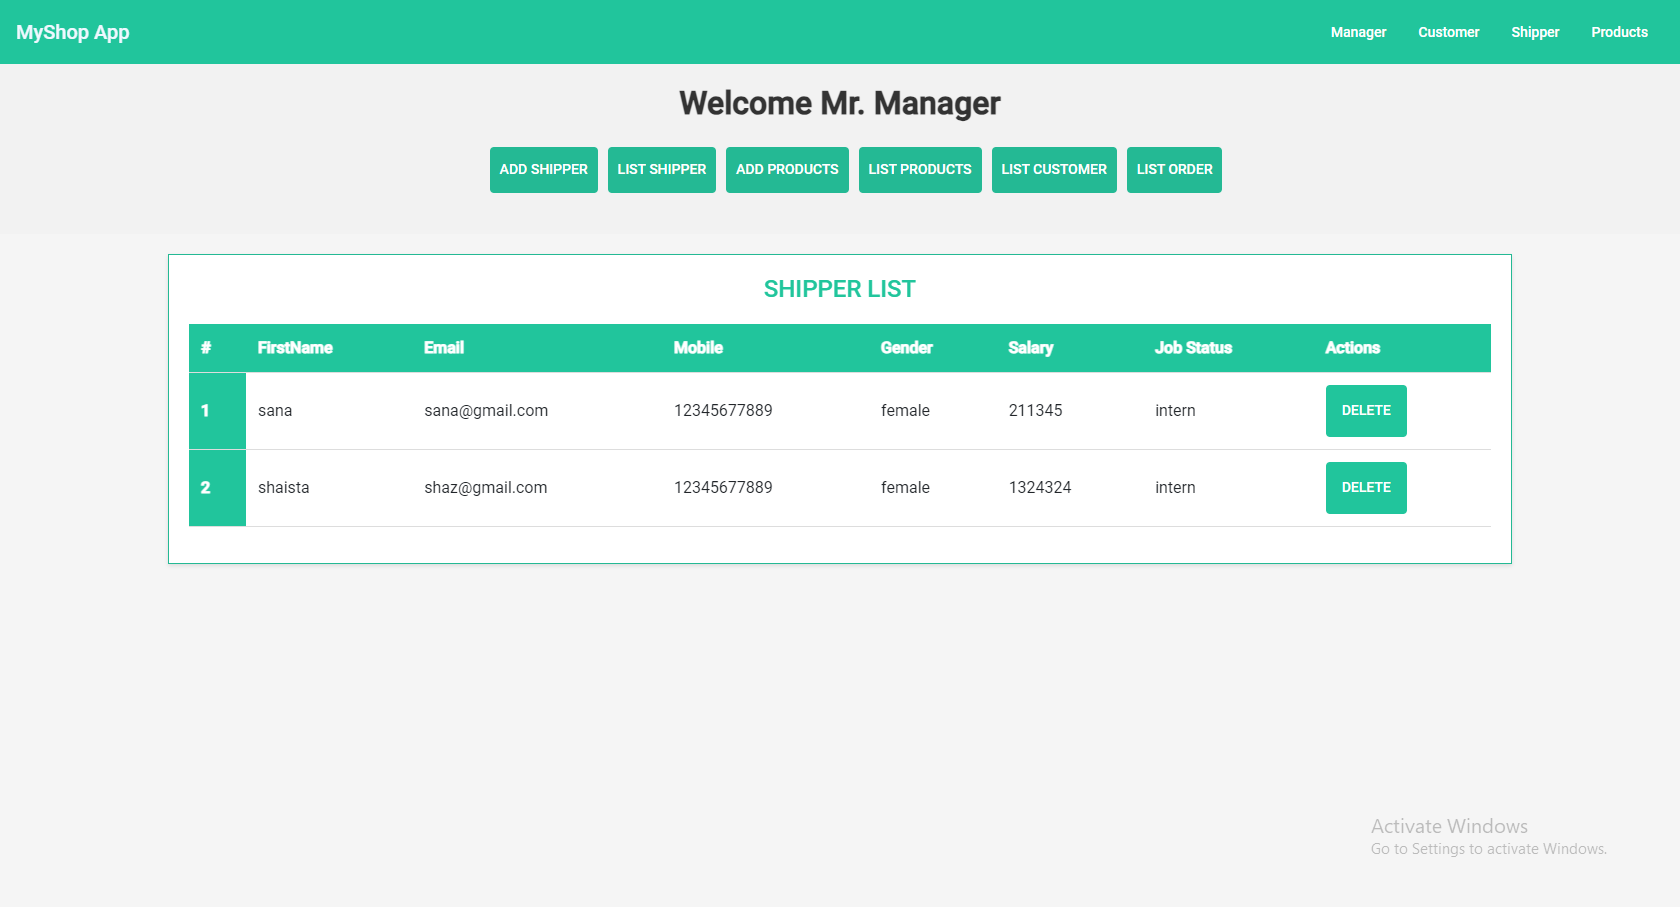 MyShop App Manager Customer Shipper Products
Welcome Mr. Manager
ADD SHIPPER LIST SHIPPER ADD PRODUCTS LIST PRODUCTS LIST CUSTOMER LIST ORDER
SHIPPER LIST
# FirstName Email Mobile Gender Salary Job Status Actions
1 sana sana@gmail.com 12345677889 female 211345 intern DELETE
2 shaista shaz@gmail.com 12345677889 female 1324324 intern DELETE
Activate Windows
Go to Settings to activate Windows.